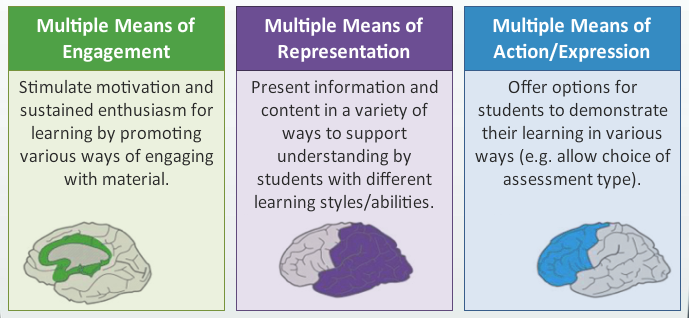 Multiple Means of
Engagement
Stimulate motivation and
sustained enthusiasm for
learning by promoting
various ways of engaging
with material.
Multiple Means of
Representation
Present information and
content in a variety of
ways to support
understanding by
students with different
learning styles/abilities.
Multiple Means of
Action/Expression
Offer options for
students to demonstrate
their learning in various
ways (e.g. allow choice of
assessment type).